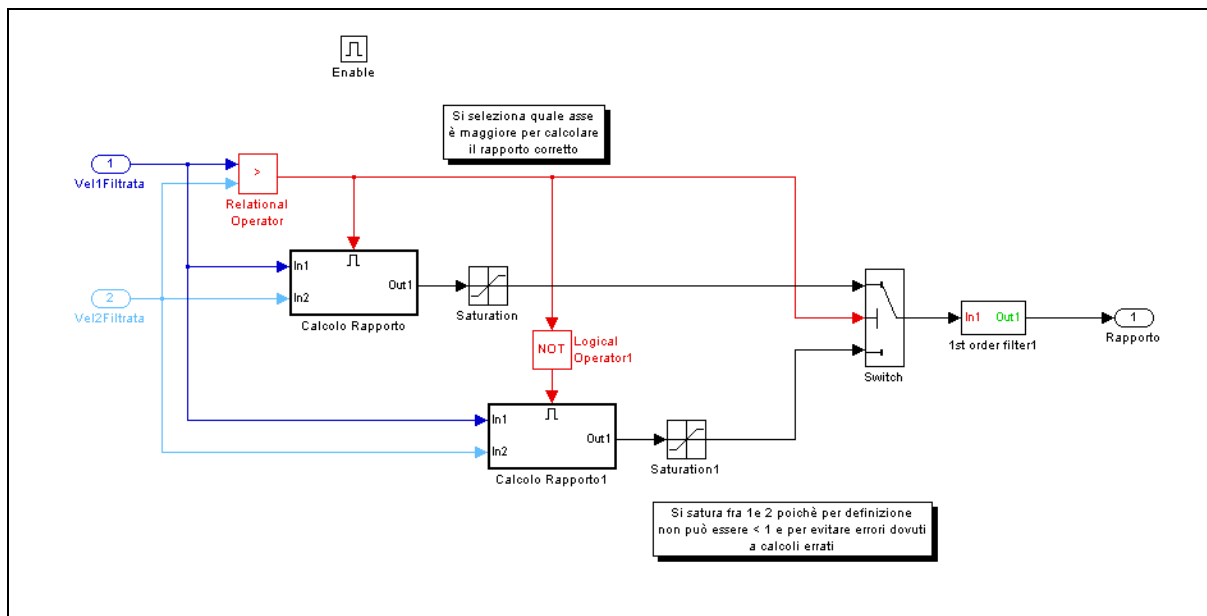 Enable
Si seleziona quale asse
è maggiore per calcolare
il rapporto corretto
1
Vel1Filtrata
>
Relational
Operator
2
Vel2Filtrata
In1
In2
Out1
Calcolo Rapporto
Saturation
NOT
Logical
Operator1
In1
In2
Out1
Calcolo Rapporto1
Saturation1
Switch
In1
Out1
1st order filter1
1
Rapporto
Si satura fra 1e 2 poichè per definizione
non può essere < 1 e per evitare errori dovuti
a calcoli errati